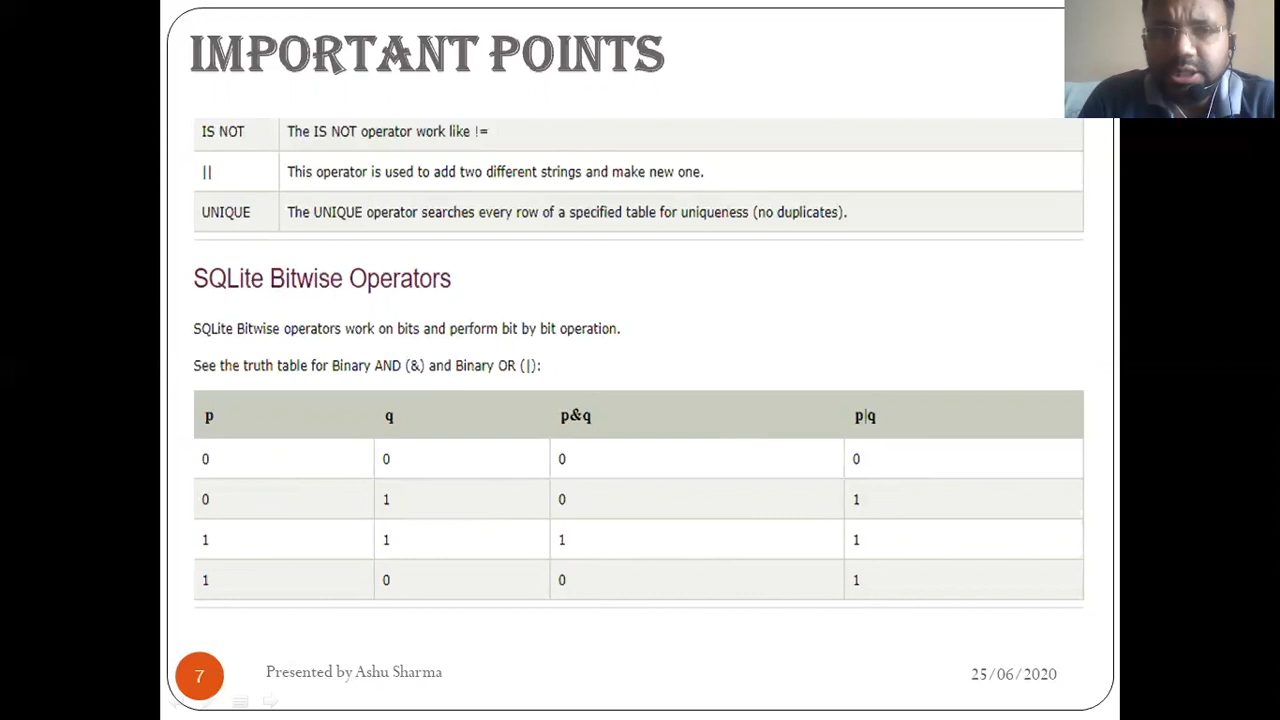 IMPORTANT POINTS
IS NOT The IS NOT operator work like !=
|| This operator is used to add two different strings and make new one.
UNIQUE The UNIQUE operator searches every row of a specified table for uniqueness (no duplicates).
SQLite Bitwise Operators
SQLite Bitwise operators work on bits and perform bit by bit operation.
See the truth table for Binary AND (&) and Binary OR (|):
p q p&q p|q
0 0 0 0
0 1 0 1
1 1 1 1
1 0 0 1
7 Presented by Ashu Sharma 25/06/2020